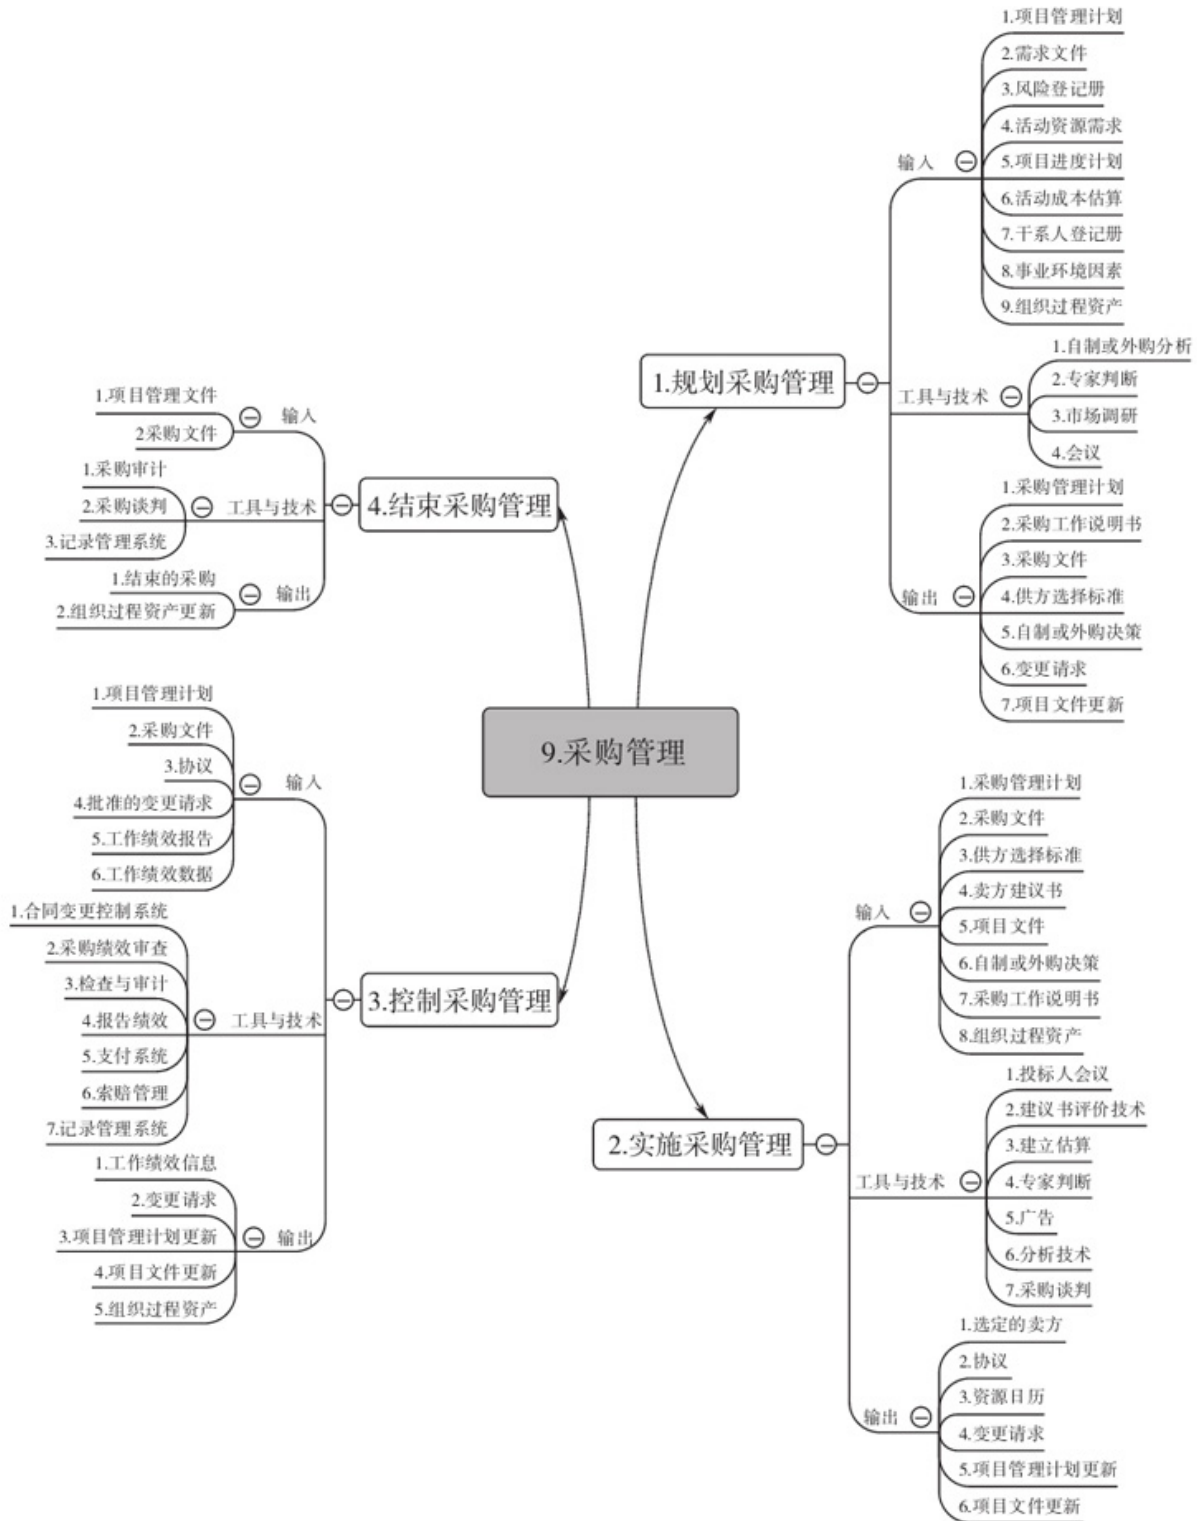 9.采购管理
1.规划采购管理
输入
1.项目管理计划
2.需求文件
3.风险登记册
4.活动资源需求
5.项目进度计划
6.活动成本估算
7.干系人登记册
8.事业环境因素
9.组织过程资产
工具与技术
1.自制或外购分析
2.专家判断
3.市场调研
4.会议
输出
1.采购管理计划
2.采购工作说明书
3.采购文件
4.供方选择标准
5.自制或外购决策
6.变更请求
7.项目文件更新
2.实施采购管理
输入
1.采购管理计划
2.采购文件
3.供方选择标准
4.卖方建议书
5.项目文件
6.自制或外购决策
7.采购工作说明书
8.组织过程资产
工具与技术
1.投标人会议
2.建议书评价技术
3.建立估算
4.专家判断
5.广告
6.分析技术
7.采购谈判
输出
1.选定的卖方
2.协议
3.资源日历
4.变更请求
5.项目管理计划更新
6.项目文件更新
3.控制采购管理
输入
1.项目管理计划
2.采购文件
3.协议
4.批准的变更请求
5.工作绩效报告
6.工作绩效数据
工具与技术
1.合同变更控制系统
2.采购绩效审查
3.检查与审计
4.报告绩效
5.支付系统
6.索赔管理
7.记录管理系统
输出
1.工作绩效信息
2.变更请求
3.项目管理计划更新
4.项目文件更新
5.组织过程资产
4.结束采购管理
输入
1.项目管理文件
2采购文件
工具与技术
1.采购审计
2.采购谈判
3.记录管理系统
输出
1.结束的采购
2.组织过程资产更新